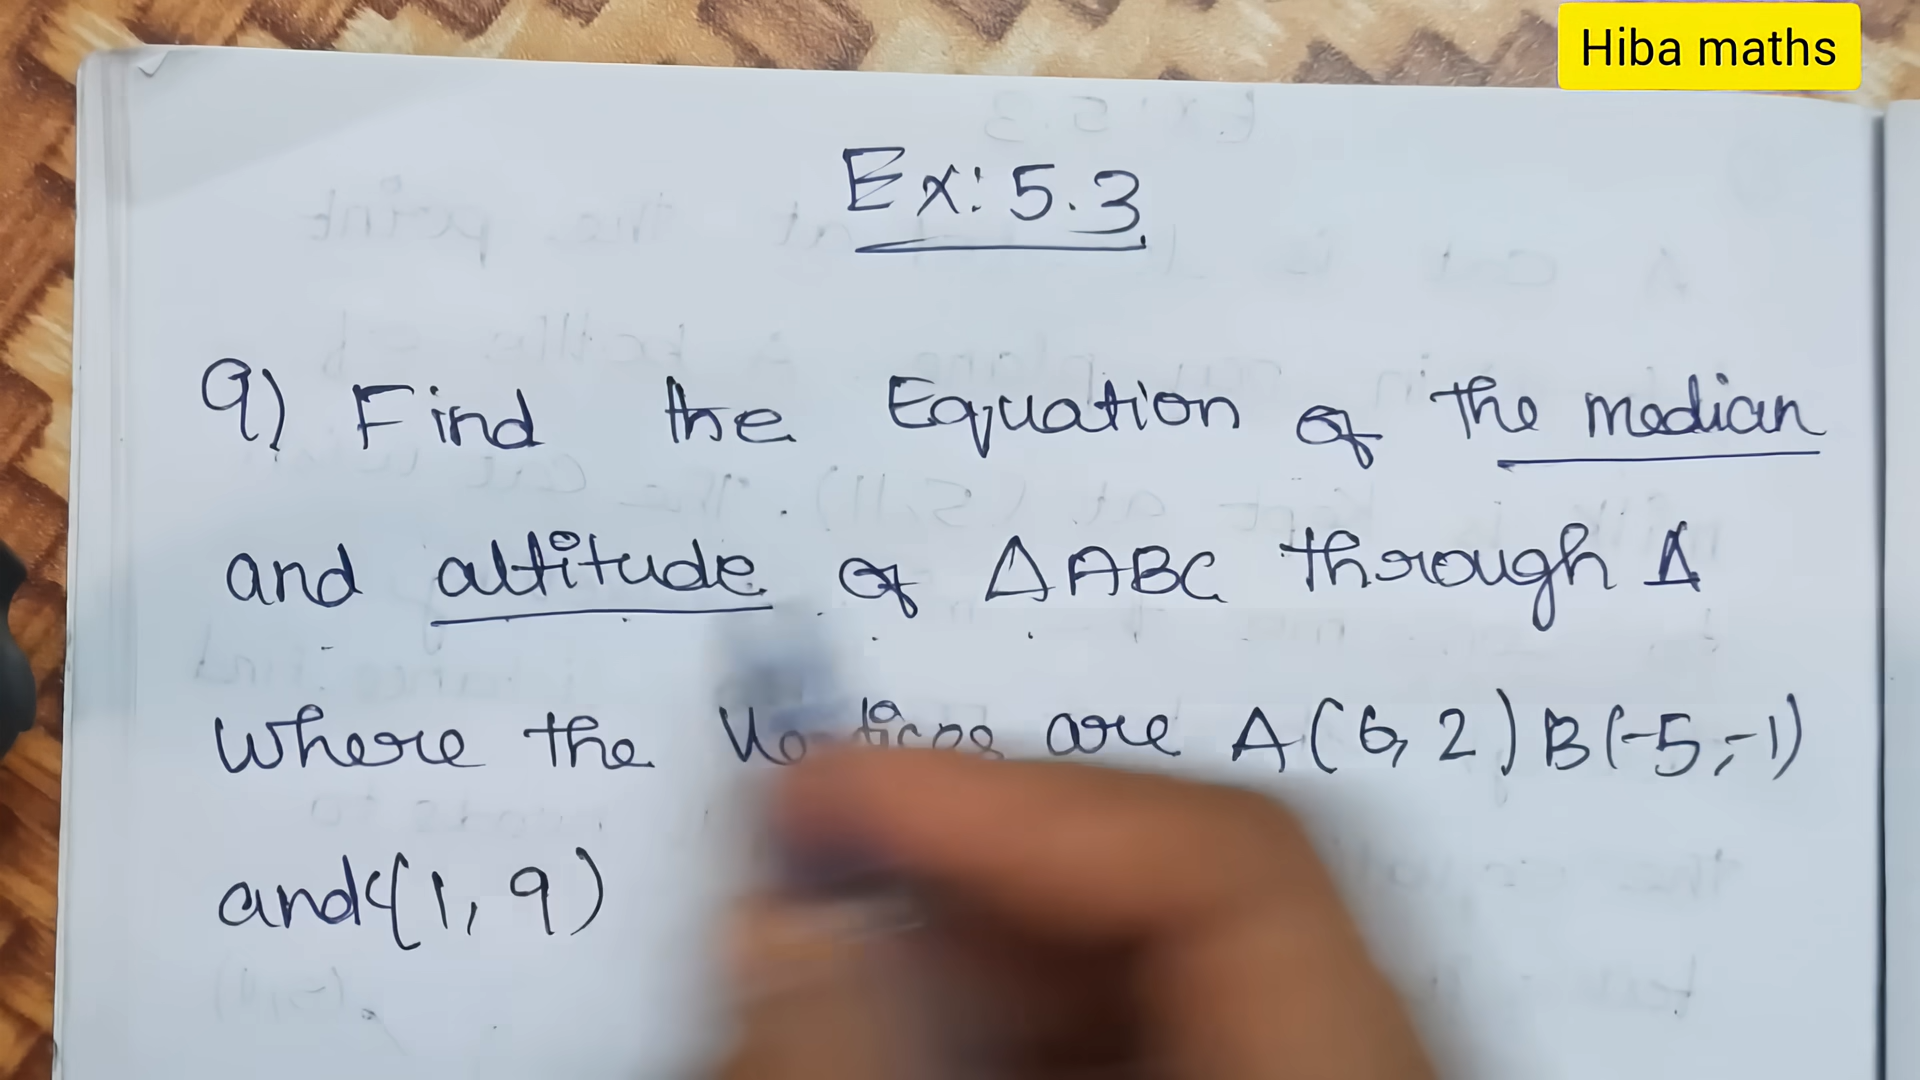 Hiba maths
Ex: 5.3
9) Find the Equation of the median
and altitude of △ABC through A
where the are A(6, 2) B(-5,-1)
and C(1, 9)